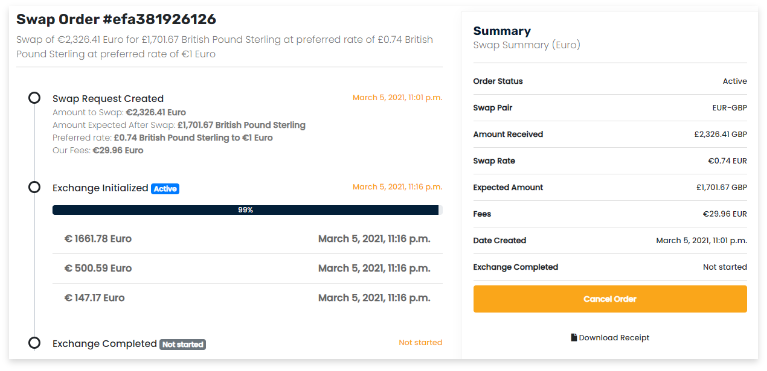 Swap Order #efa381926126
Swap of €2,326.41 Euro for £1,701.67 British Pound Sterling at preferred rate of £0.74 British
Pound Sterling at preferred rate of €1 Euro
Swap Request Created March 5, 2021, 11:01 p.m.
Amount to Swap: €2,326.41 Euro
Amount Expected After Swap: £1,701.67 British Pound Sterling
Preferred rate: £0.74 British Pound Sterling to €1 Euro
Our Fees: €29.96 Euro
Exchange Initialized Active March 5, 2021, 11:16 p.m.
99%
€ 1661.78 Euro March 5, 2021, 11:16 p.m.
€ 500.59 Euro March 5, 2021, 11:16 p.m.
€ 147.17 Euro March 5, 2021, 11:16 p.m.
Exchange Completed Not started Not started
Summary
Swap Summary (Euro)
Order Status Active
Swap Pair EUR-GBP
Amount Received £2,326.41 GBP
Swap Rate €0.74 EUR
Expected Amount £1,701.67 GBP
Fees €29.96 EUR
Date Created March 5, 2021, 11:01 p.m.
Exchange Completed Not started
Cancel Order
Download Receipt